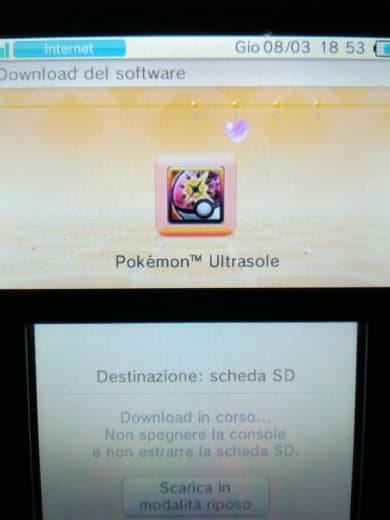 Internet
Gio 08/03 18 53
Download del software
Pokémon™ Ultrasole
Destinazione: scheda SD
Download in corso...
Non spegnere la console
e non estrarre la scheda SD.
Scarica in
modalità riposo